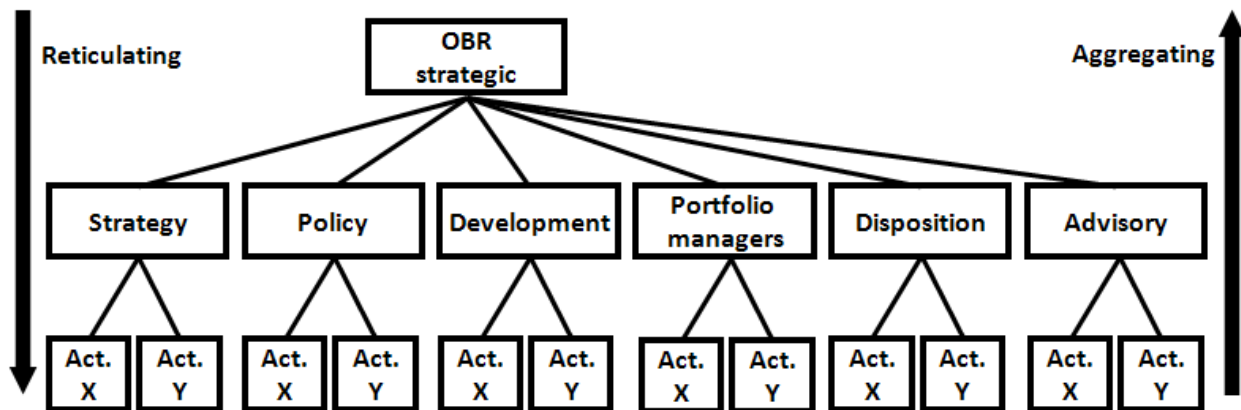 OBR
strategic
Reticulating
Aggregating
Strategy
Policy
Development
Portfolio
managers
Disposition
Advisory
Act.
X
Act.
Y
Act.
X
Act.
Y
Act.
X
Act.
Y
Act.
X
Act.
Y
Act.
X
Act.
Y
Act.
X
Act.
Y